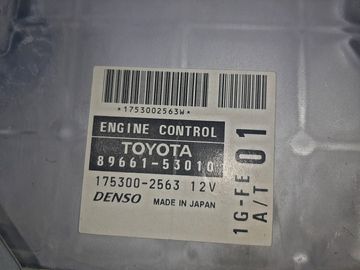 *1753002563W*
ENGINE CONTROL
TOYOTA
89661-53010
175300-2563 12V
DENSO MADE IN JAPAN
1G-FE
A/T 01